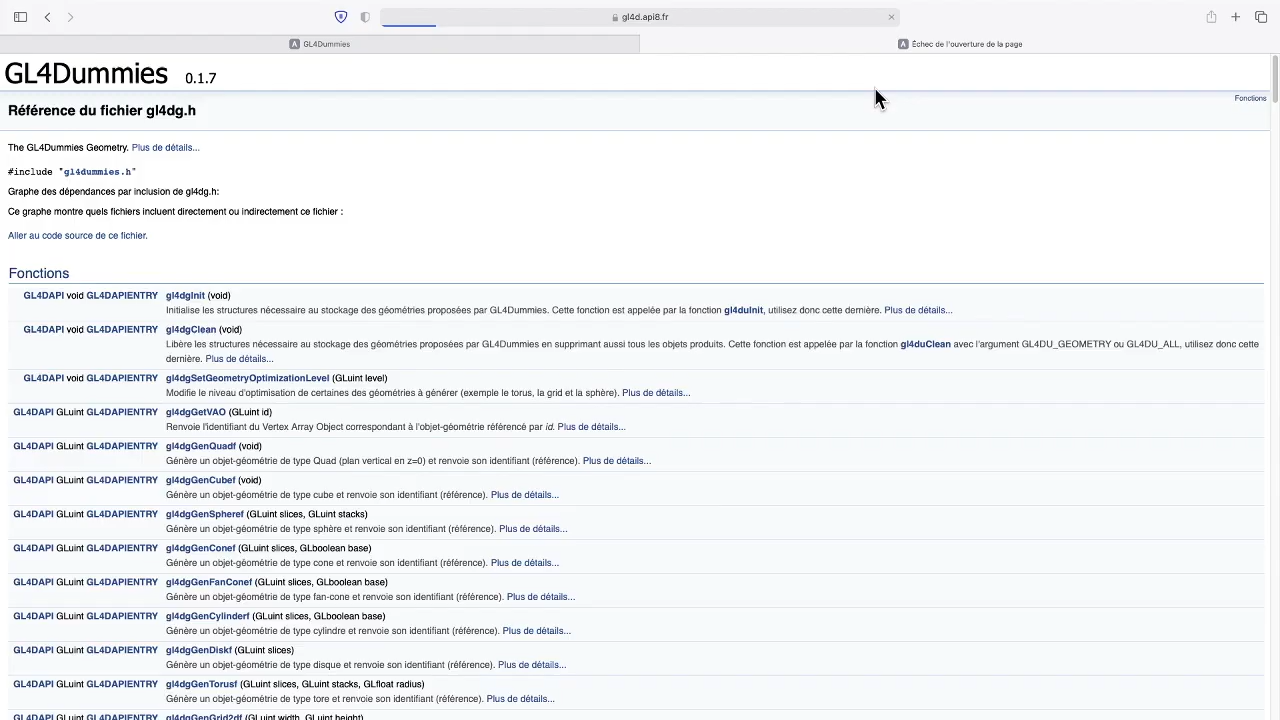 gl4d.api8.fr
GL4Dummies
Échec de l'ouverture de la page
GL4Dummies 0.1.7
Fonctions
Référence du fichier gl4dg.h
The GL4Dummies Geometry. Plus de détails...
#include "gl4dummies.h"
Graphe des dépendances par inclusion de gl4dg.h:
Ce graphe montre quels fichiers incluent directement ou indirectement ce fichier :
Aller au code source de ce fichier.
Fonctions
GL4DAPI void GL4DAPIENTRY gl4dgInit (void)
Initialise les structures nécessaire au stockage des géométries proposées par GL4Dummies. Cette fonction est appelée par la fonction gl4duInit, utilisez donc cette dernière. Plus de détails...
GL4DAPI void GL4DAPIENTRY gl4dgClean (void)
Libère les structures nécessaire au stockage des géométries proposées par GL4Dummies en supprimant aussi tous les objets produits. Cette fonction est appelée par la fonction gl4duClean avec l'argument GL4DU_GEOMETRY ou GL4DU_ALL, utilisez donc cette
dernière. Plus de détails...
GL4DAPI void GL4DAPIENTRY gl4dgSetGeometryOptimizationLevel (GLuint level)
Modifie le niveau d'optimisation de certaines des géométries à générer (exemple le torus, la grid et la sphère). Plus de détails...
GL4DAPI GLuint GL4DAPIENTRY gl4dgGetVAO (GLuint id)
Renvoie l'identifiant du Vertex Array Object correspondant à l'objet-géométrie référencé par id. Plus de détails...
GL4DAPI GLuint GL4DAPIENTRY gl4dgGenQuadf (void)
Génère un objet-géométrie de type Quad (plan vertical en z=0) et renvoie son identifiant (référence). Plus de détails...
GL4DAPI GLuint GL4DAPIENTRY gl4dgGenCubef (void)
Génère un objet-géométrie de type cube et renvoie son identifiant (référence). Plus de détails...
GL4DAPI GLuint GL4DAPIENTRY gl4dgGenSpheref (GLuint slices, GLuint stacks)
Génère un objet-géométrie de type sphère et renvoie son identifiant (référence). Plus de détails...
GL4DAPI GLuint GL4DAPIENTRY gl4dgGenConef (GLuint slices, GLboolean base)
Génère un objet-géométrie de type cone et renvoie son identifiant (référence). Plus de détails...
GL4DAPI GLuint GL4DAPIENTRY gl4dgGenFanConef (GLuint slices, GLboolean base)
Génère un objet-géométrie de type fan-cone et renvoie son identifiant (référence). Plus de détails...
GL4DAPI GLuint GL4DAPIENTRY gl4dgGenCylinderf (GLuint slices, GLboolean base)
Génère un objet-géométrie de type cylindre et renvoie son identifiant (référence). Plus de détails...
GL4DAPI GLuint GL4DAPIENTRY gl4dgGenDiskf (GLuint slices)
Génère un objet-géométrie de type disque et renvoie son identifiant (référence). Plus de détails...
GL4DAPI GLuint GL4DAPIENTRY gl4dgGenTorusf (GLuint slices, GLuint stacks, GLfloat radius)
Génère un objet-géométrie de type tore et renvoie son identifiant (référence). Plus de détails...
GL4DAPI GLuint GL4DAPIENTRY gl4dgGenGrid2df (GLuint width, GLuint height)